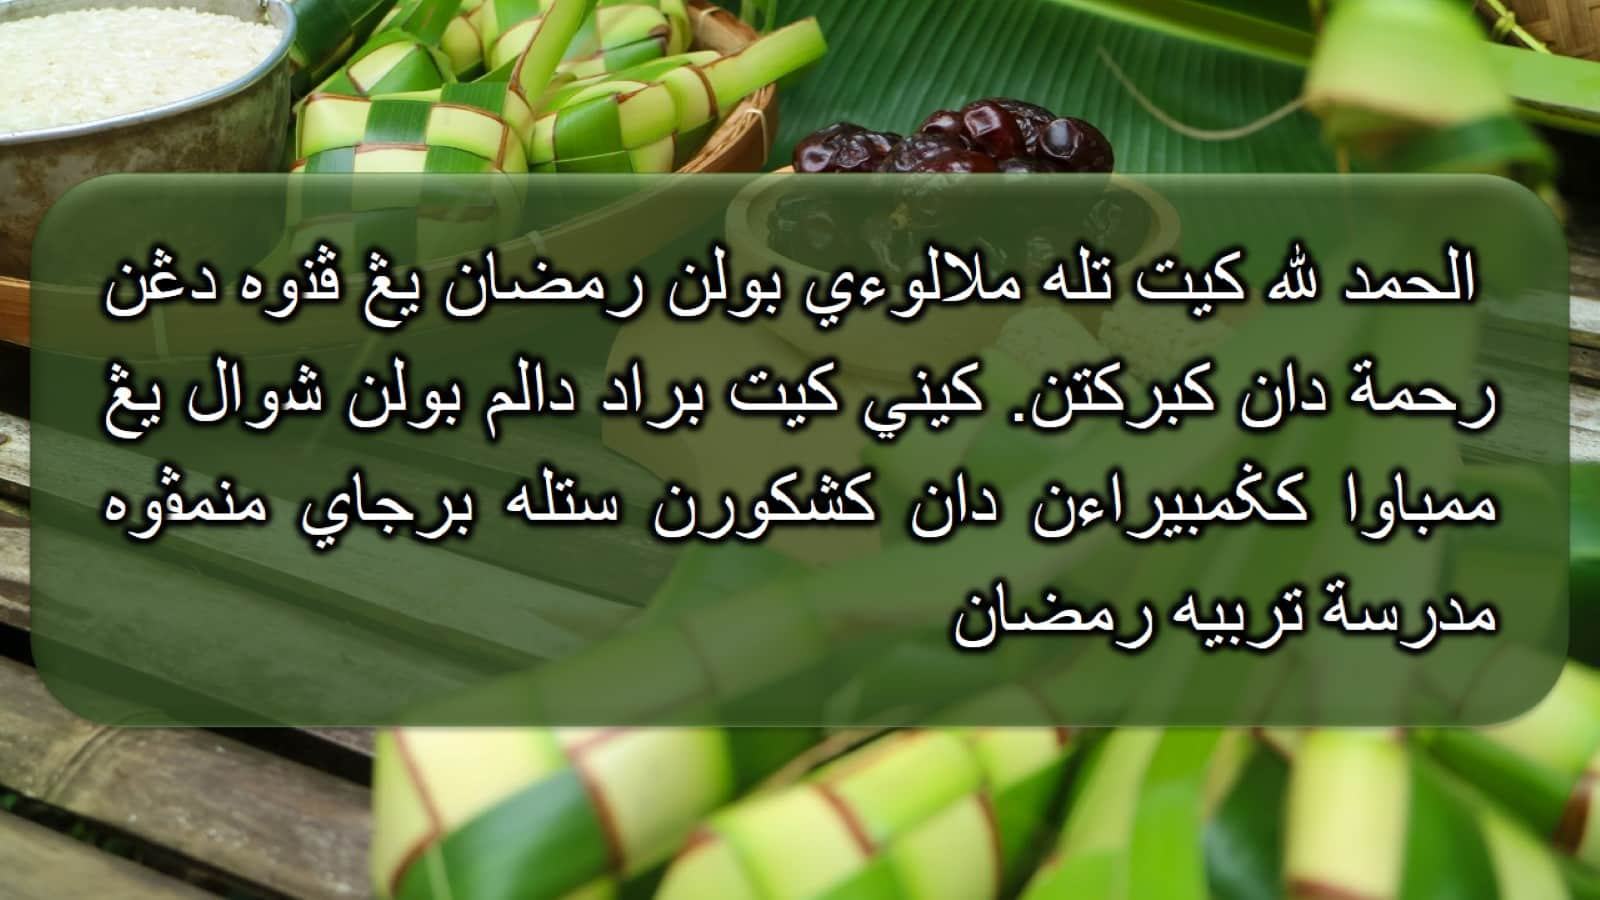 الحمد لله كيت تله ملالوءي بولن رمضان يڠ ڤنوه دڠن
رحمة دان كبركتن. كيني كيت براد دالم بولن شوال يڠ
ممباوا كݢمبيراءن دان كشكورن ستله برجاي منمڤوه
مدرسة تربيه رمضان